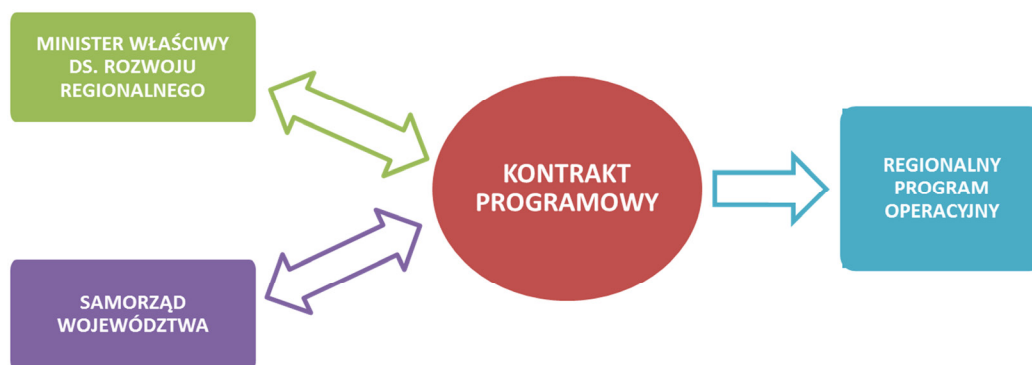 MINISTER WŁAŚCIWY
DS. ROZWOJU
REGIONALNEGO
KONTRAKT
PROGRAMOWY
REGIONALNY
PROGRAM
OPERACYJNY
SAMORZĄD
WOJEWÓDZTWA